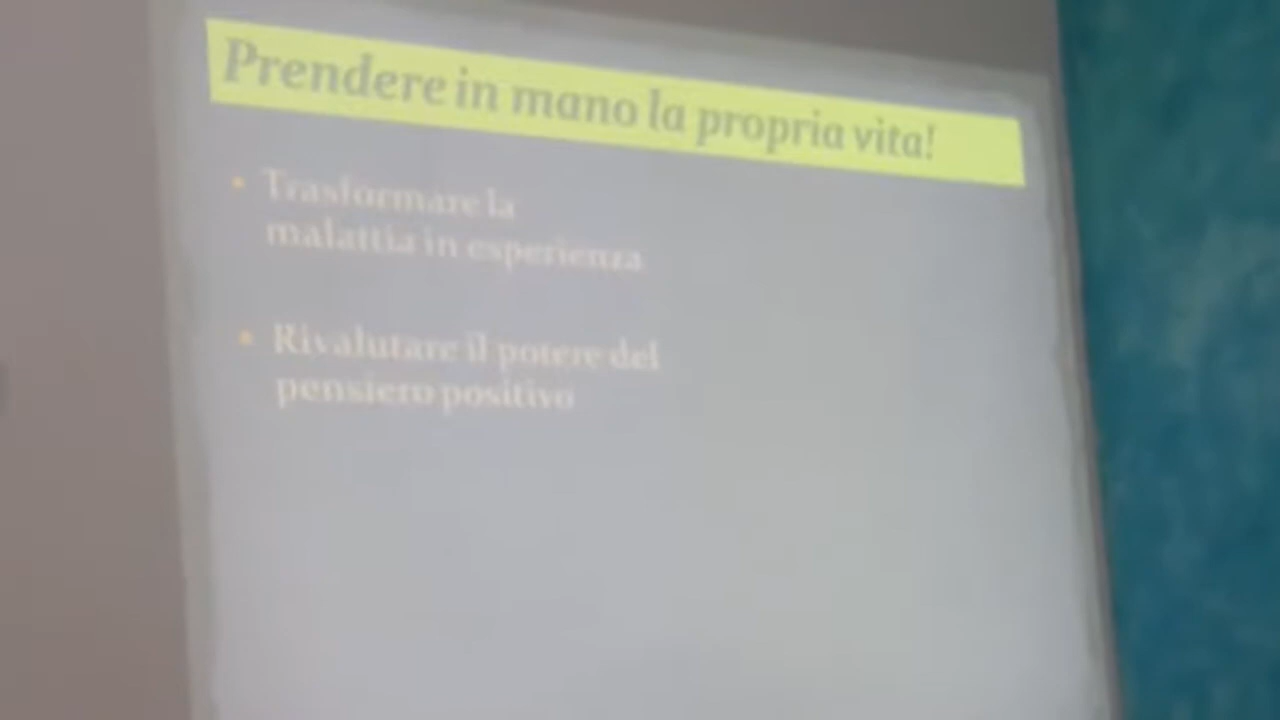 Prendere in mano la propria vita!
• Trasformare la
malattia in esperienza
• Rivalutare il potere del
pensiero positivo